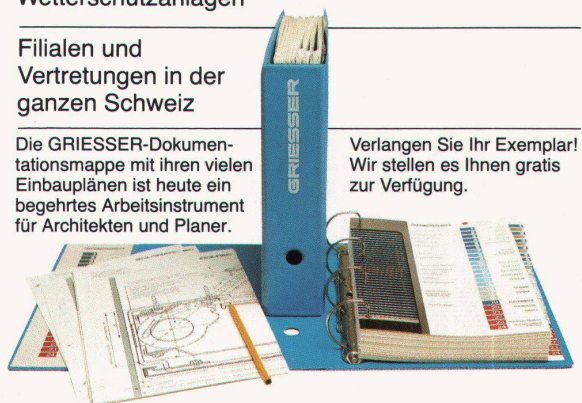 Wetterschutzanlagen
Filialen und
Vertretungen in der
ganzen Schweiz
Die GRIESSER-Dokumen-
tationsmappe mit ihren vielen
Einbauplänen ist heute ein
begehrtes Arbeitsinstrument
für Architekten und Planer.
Verlangen Sie Ihr Exemplar!
Wir stellen es Ihnen gratis
zur Verfügung.
GRIESSER